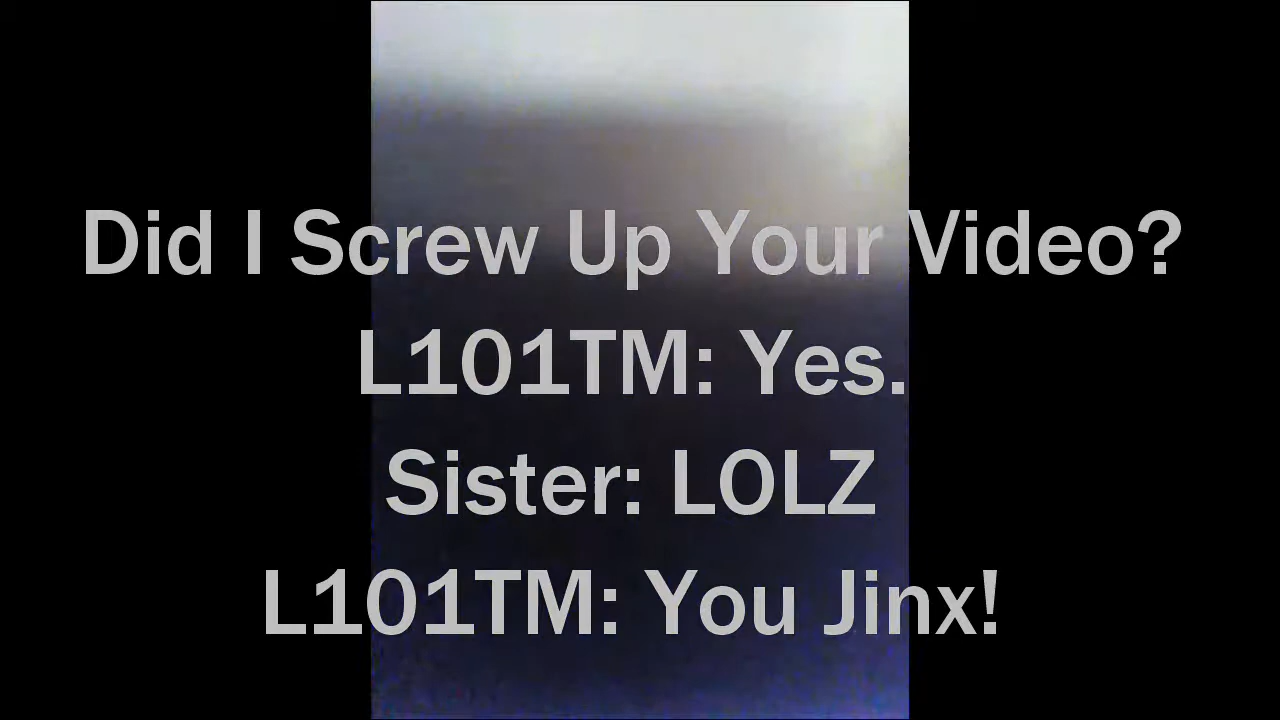 Did I Screw Up Your Video?
L101TM: Yes.
Sister: LOLZ
L101TM: You Jinx!